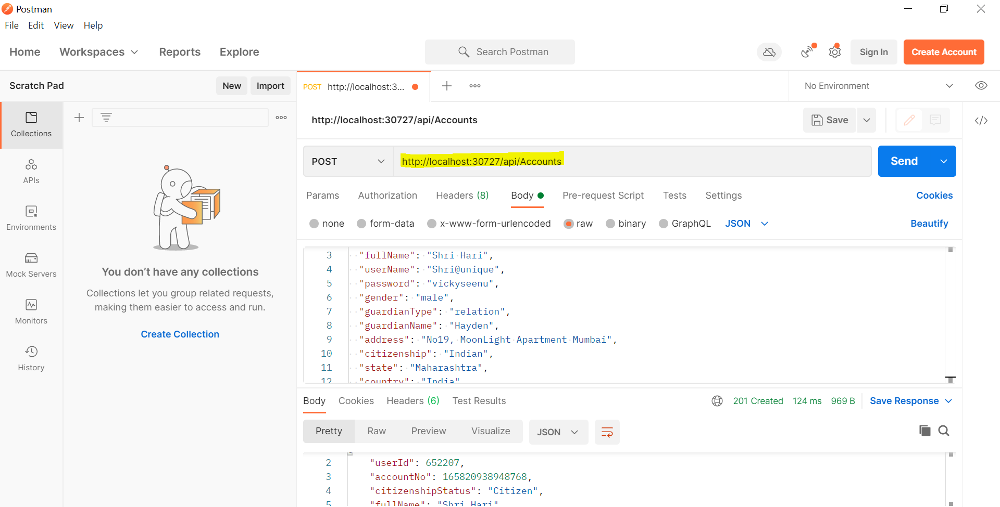 Postman
File Edit View Help
Home Workspaces Reports Explore
Search Postman
Sign In
Create Account
Scratch Pad
New
Import
POST http://localhost:3...
No Environment
Collections
APIs
Environments
Mock Servers
Monitors
History
You don’t have any collections
Collections let you group related requests,
making them easier to access and run.
Create Collection
http://localhost:30727/api/Accounts
Save
POST
http://localhost:30727/api/Accounts
Send
Params Authorization Headers (8) Body Pre-request Script Tests Settings
Cookies
none form-data x-www-form-urlencoded raw binary GraphQL JSON
Beautify
3 "fullName": "Shri Hari",
4 "userName": "Shri@unique",
5 "password": "vickyseenu",
6 "gender": "male",
7 "guardianType": "relation",
8 "guardianName": "Hayden",
9 "address": "No19, MoonLight Apartment Mumbai",
10 "citizenship": "Indian",
11 "state": "Maharashtra",
12 "country": "India"
Body Cookies Headers (6) Test Results
201 Created 124 ms 969 B
Save Response
Pretty Raw Preview Visualize
JSON
2 "userId": 652207,
3 "accountNo": 165820938948768,
4 "citizenshipStatus": "Citizen",
5 "fullName": "Shri Hari"